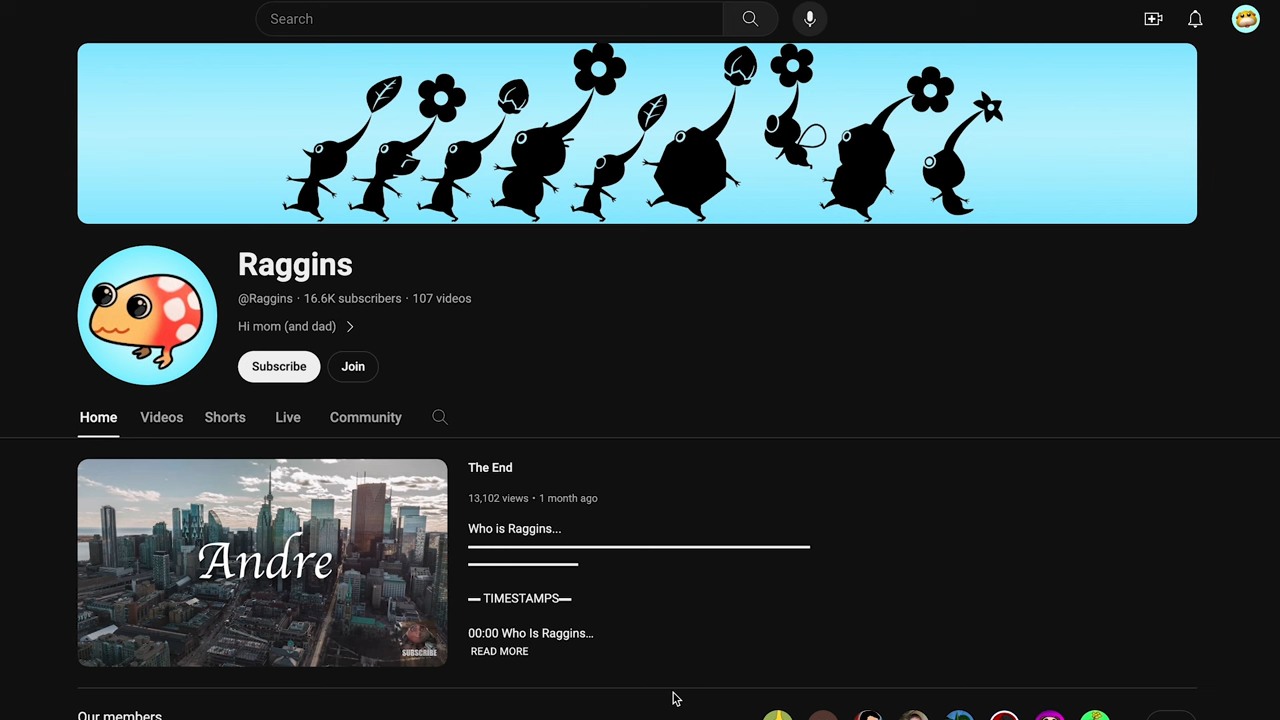 Search
Raggins
@Raggins · 16.6K subscribers · 107 videos
Hi mom (and dad)
Subscribe
Join
Home
Videos
Shorts
Live
Community
Andre
SUBSCRIBE
The End
13,102 views • 1 month ago
Who is Raggins...
━ TIMESTAMPS━
00:00 Who Is Raggins...
READ MORE
Our members